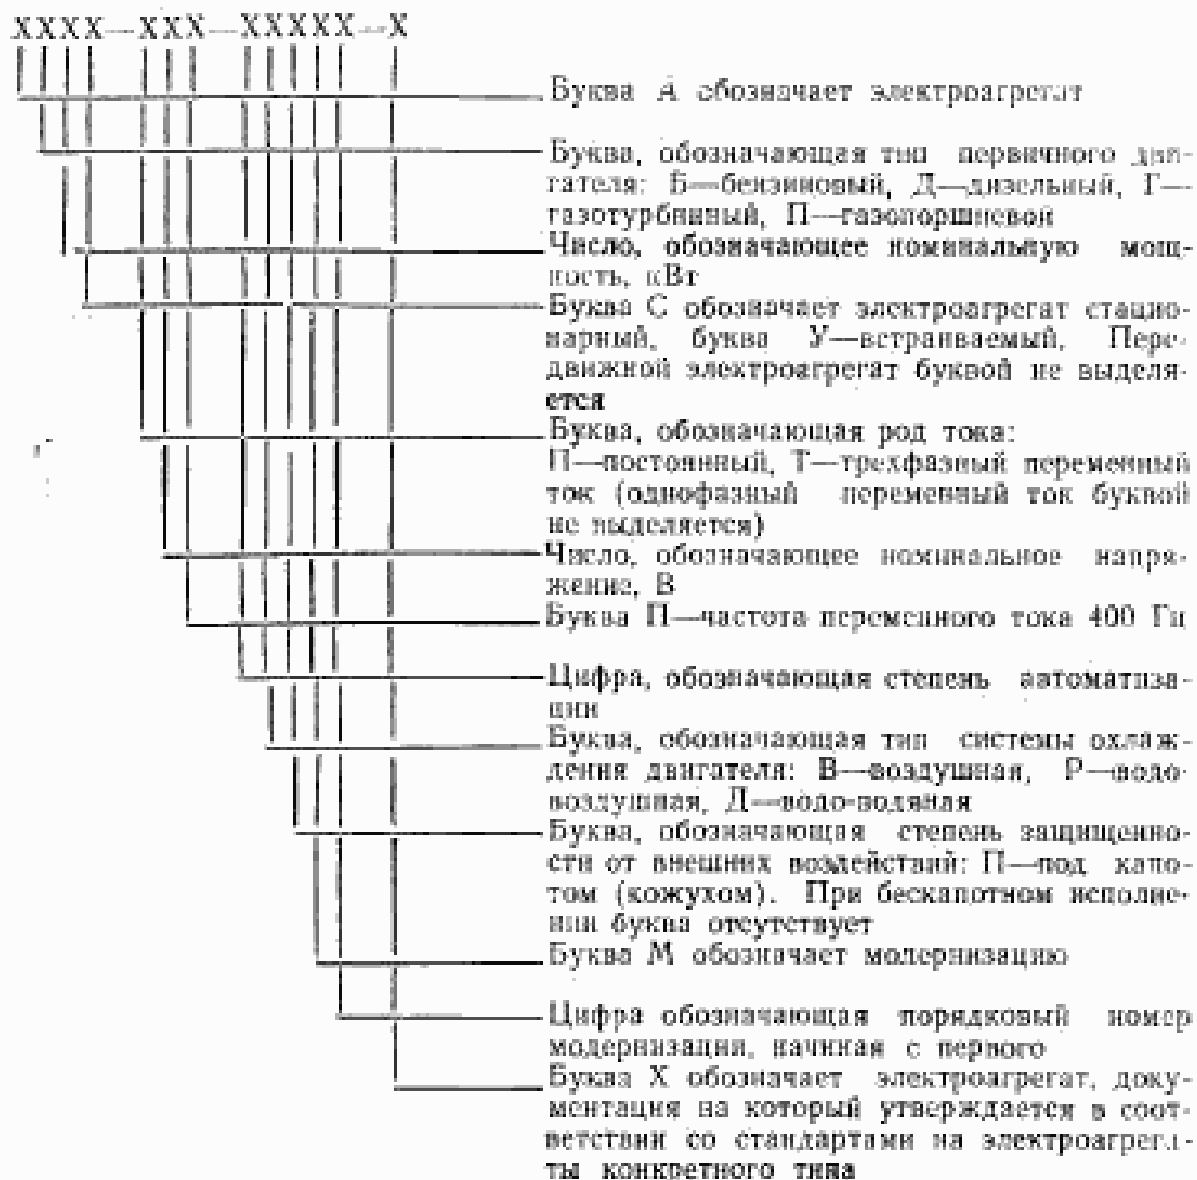 ХХХХ—ХХХ—ХХХХХ—Х
Буква А обозначает электроагрегат
Буква, обозначающая тип первичного дви-
гателя: Б—бензиновый, Д—дизельный, Г—
газотурбинный, П—газопоршневой
Число, обозначающее номинальную мощ-
ность, кВт
Буква С обозначает электроагрегат стацио-
нарный, буква У—встраиваемый. Пере-
движной электроагрегат буквой не выделя-
ется
Буква, обозначающая род тока:
П—постоянный, Т—трехфазный переменный
ток (однофазный переменный ток буквой
не выделяется)
Число, обозначающее номинальное напря-
жение, В
Буква П—частота переменного тока 400 Гц
Цифра, обозначающая степень автоматиза-
ции
Буква, обозначающая тип системы охлаж-
дения двигателя: В—воздушная, Р—водо-
воздушная, Д—водо-водяная
Буква, обозначающая степень защищенно-
сти от внешних воздействий: П—под капо-
том (кожухом). При бескапотном исполне-
нии буква отсутствует
Буква М обозначает модернизацию
Цифра обозначающая порядковый номер
модернизации, начиная с первого
Буква Х обозначает электроагрегат, доку-
ментация на который утверждается в соот-
ветствии со стандартами на электроагрега-
ты конкретного типа